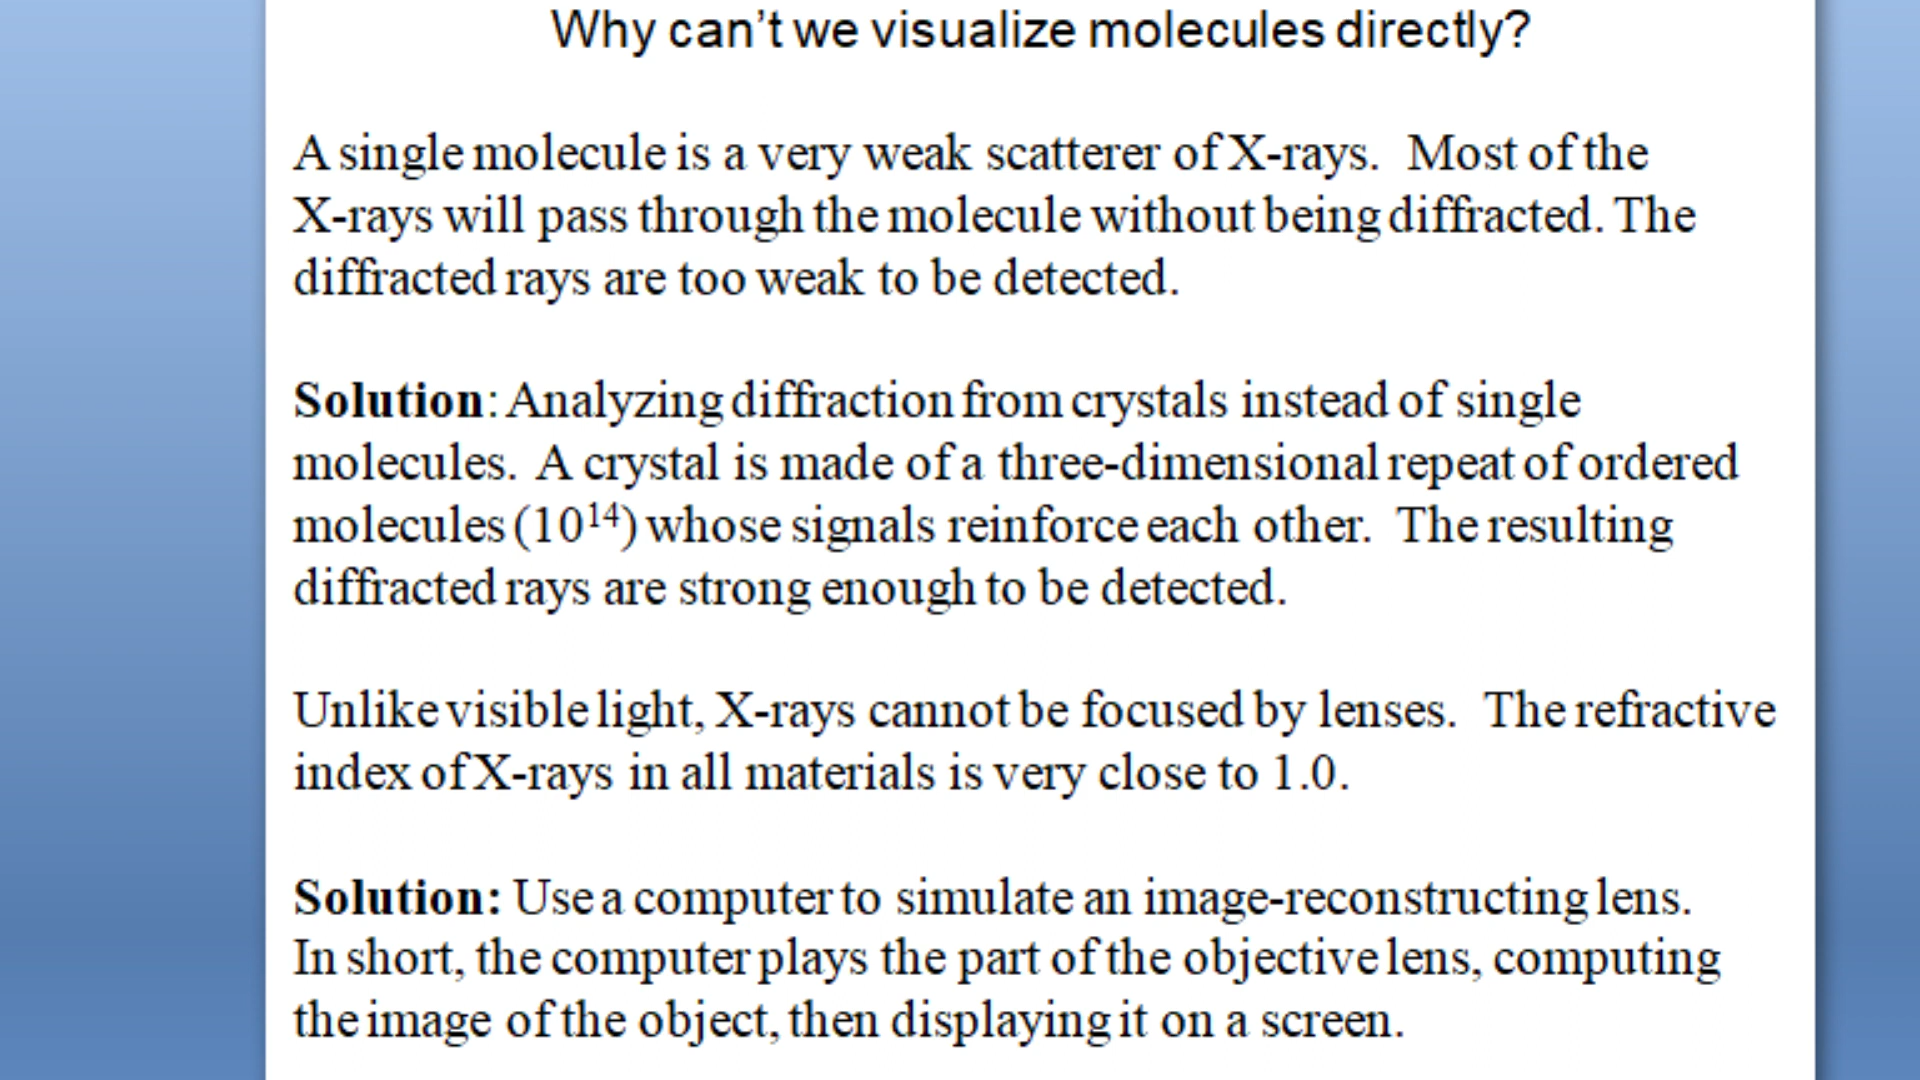 Why can't we visualize molecules directly?
A single molecule is a very weak scatterer of X-rays. Most of the
X-rays will pass through the molecule without being diffracted. The
diffracted rays are too weak to be detected.
Solution: Analyzing diffraction from crystals instead of single
molecules. A crystal is made of a three-dimensional repeat of ordered
molecules (10¹⁴) whose signals reinforce each other. The resulting
diffracted rays are strong enough to be detected.
Unlike visible light, X-rays cannot be focused by lenses. The refractive
index of X-rays in all materials is very close to 1.0.
Solution: Use a computer to simulate an image-reconstructing lens.
In short, the computer plays the part of the objective lens, computing
the image of the object, then displaying it on a screen.